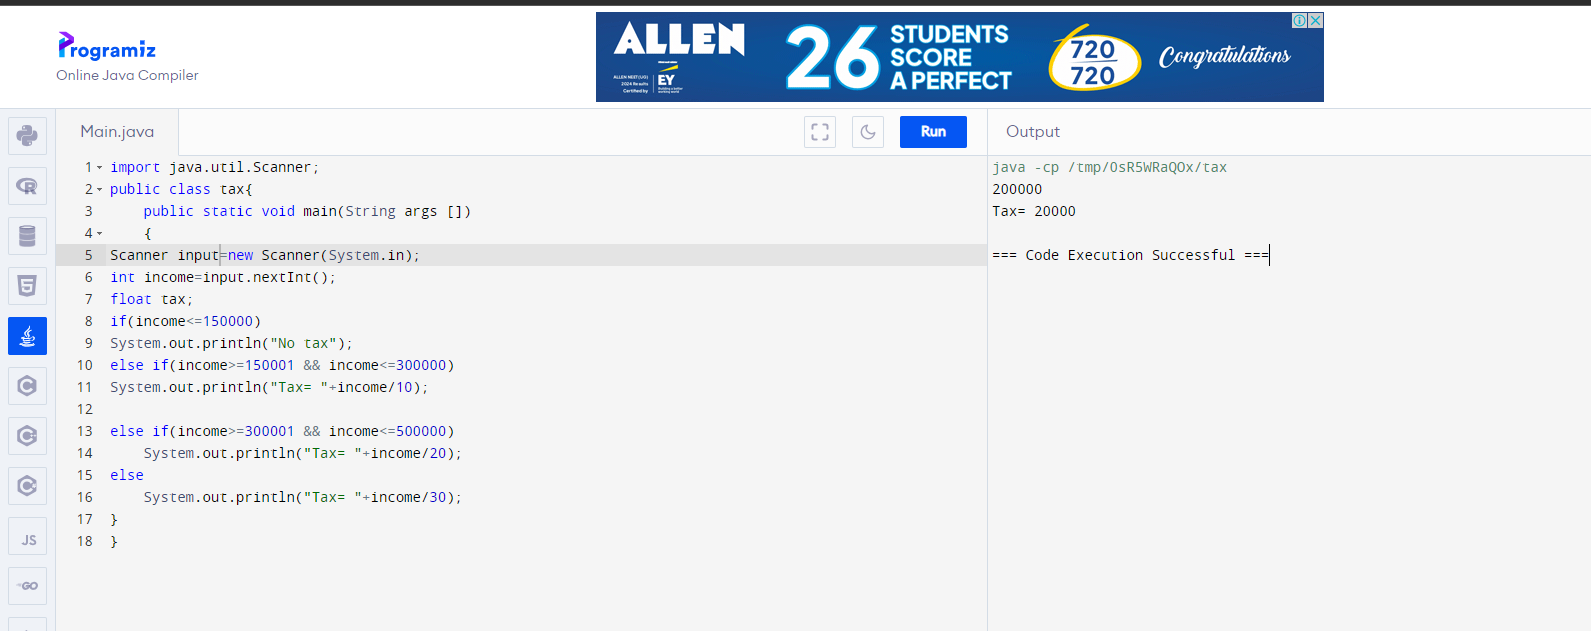 Programiz
Online Java Compiler
ALLEN
ALLEN NEET(UG)
2024 Results
Certified by
EY
Building a better
working world
26
STUDENTS
SCORE
A PERFECT
720
720
Congratulations
Main.java
Run
Output
1 import java.util.Scanner;
2 public class tax{
3     public static void main(String args [])
4     {
5 Scanner input=new Scanner(System.in);
6 int income=input.nextInt();
7 float tax;
8 if(income<=150000)
9 System.out.println("No tax");
10 else if(income>=150001 && income<=300000)
11 System.out.println("Tax= "+income/10);
12
13 else if(income>=300001 && income<=500000)
14     System.out.println("Tax= "+income/20);
15 else
16     System.out.println("Tax= "+income/30);
17 }
18 }
java -cp /tmp/OsR5WRaQOx/tax
200000
Tax= 20000
=== Code Execution Successful ===
R
5
C
C
C
JS
GO